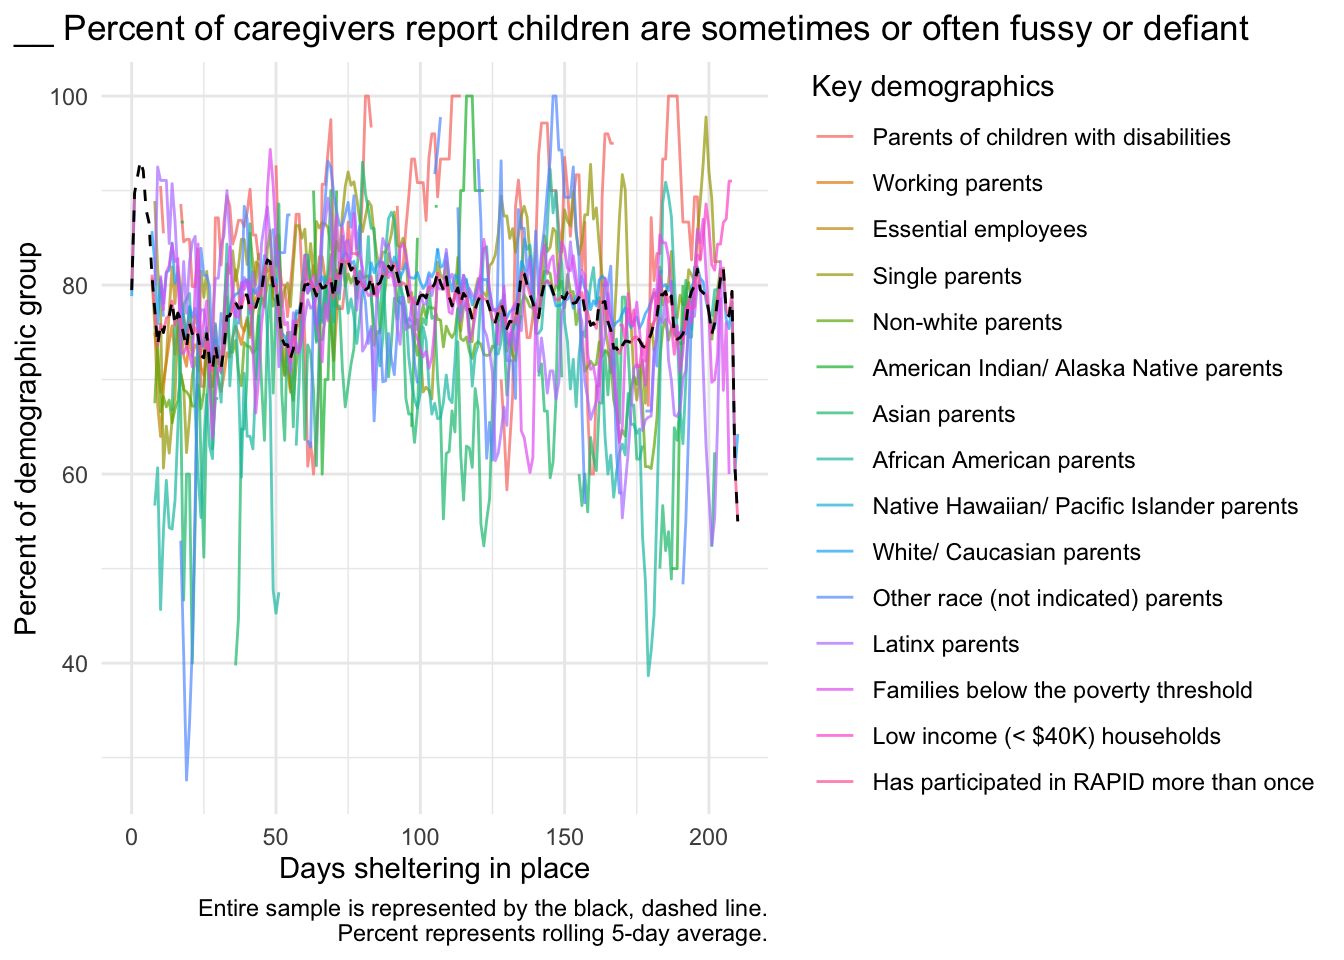 __ Percent of caregivers report children are sometimes or often fussy or defiant
Percent of demographic group
100
80
60
40
0
50
100
150
200
Days sheltering in place
Key demographics
Parents of children with disabilities
Working parents
Essential employees
Single parents
Non-white parents
American Indian/ Alaska Native parents
Asian parents
African American parents
Native Hawaiian/ Pacific Islander parents
White/ Caucasian parents
Other race (not indicated) parents
Latinx parents
Families below the poverty threshold
Low income (< $40K) households
Has participated in RAPID more than once
Entire sample is represented by the black, dashed line.
Percent represents rolling 5-day average.